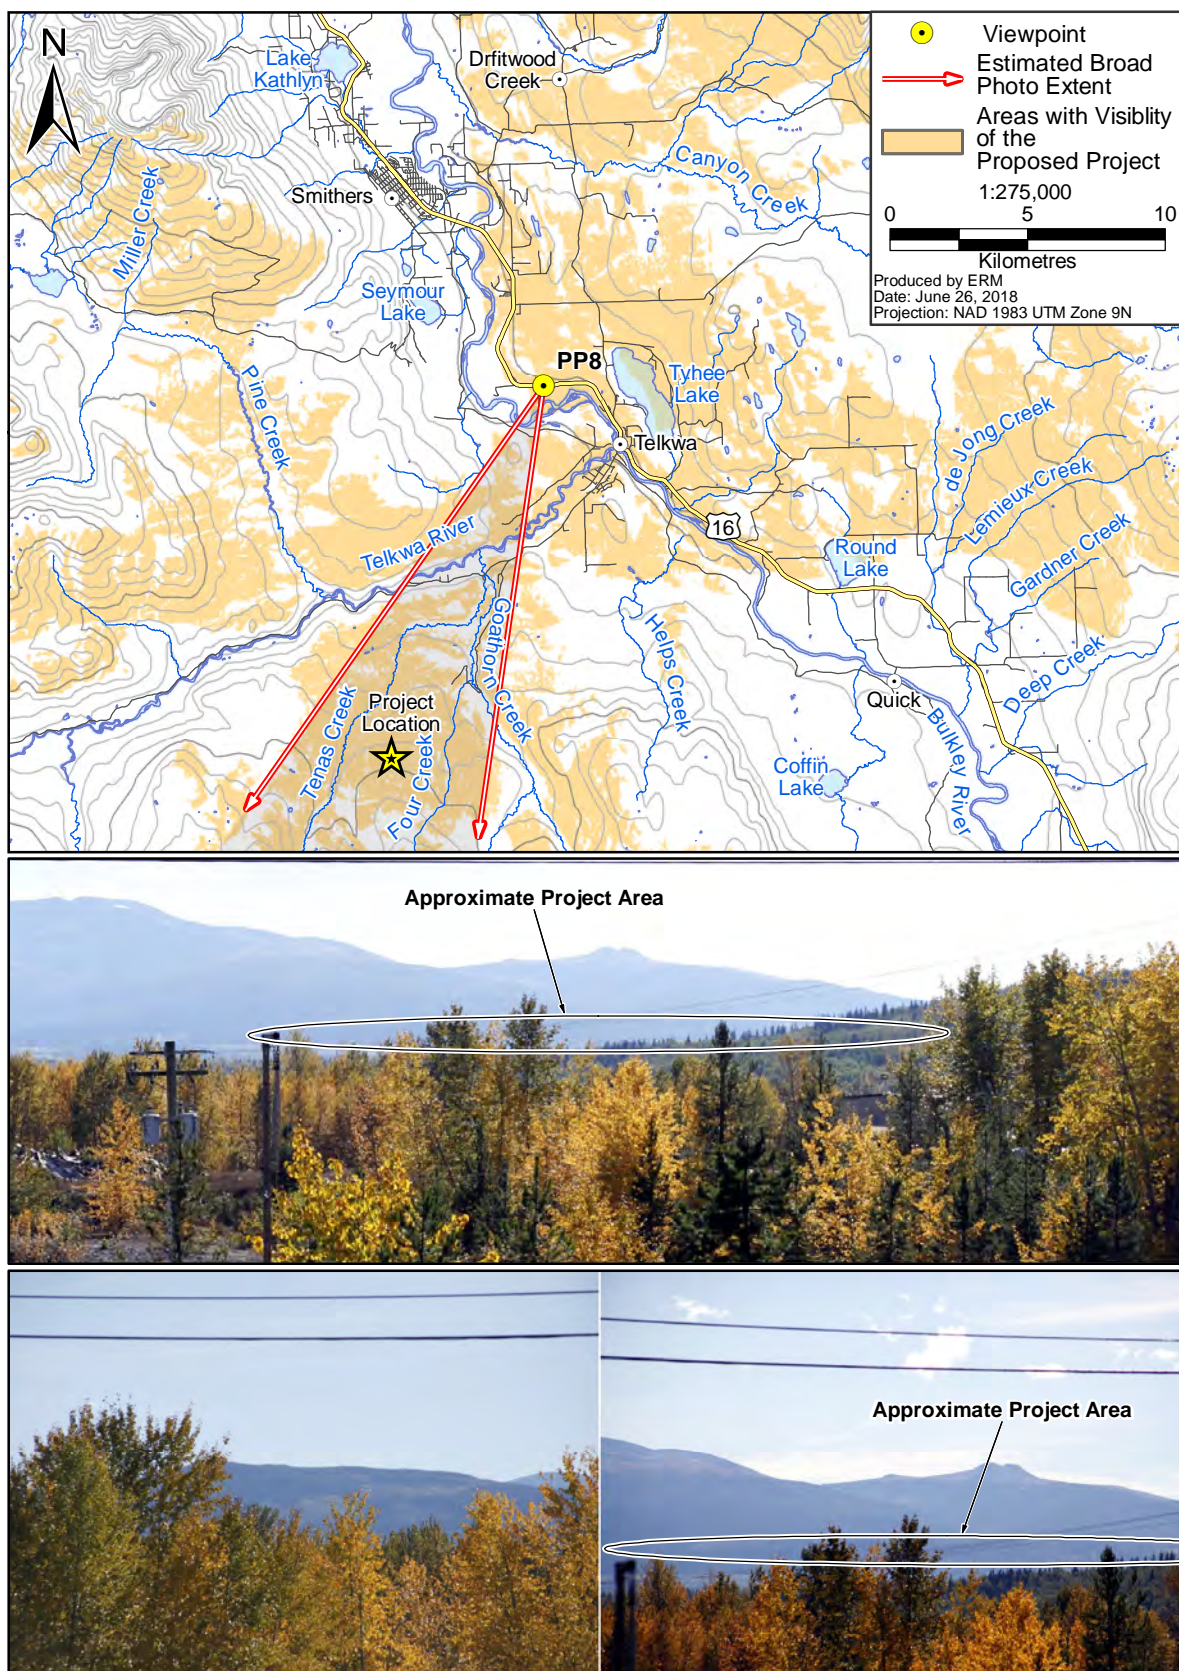 N
Lake
Kathlyn
Drfitwood
Creek
Viewpoint
Estimated Broad
Photo Extent
Areas with Visiblity
of the
Proposed Project
1:275,000
0 5 10
Kilometres
Produced by ERM
Date: June 26, 2018
Projection: NAD 1983 UTM Zone 9N
Canyon Creek
Smithers
Miller Creek
Seymour
Lake
PP8
Tyhee
Lake
Pine Creek
Telkwa
de Jong Creek
Lemieux Creek
16
Telkwa River
Round
Lake
Gardner Creek
Goathorn Creek
Helps Creek
Deep Creek
Project
Location
Quick
Tenas Creek
Four Creek
Bulkley River
Coffin
Lake
Approximate Project Area
Approximate Project Area